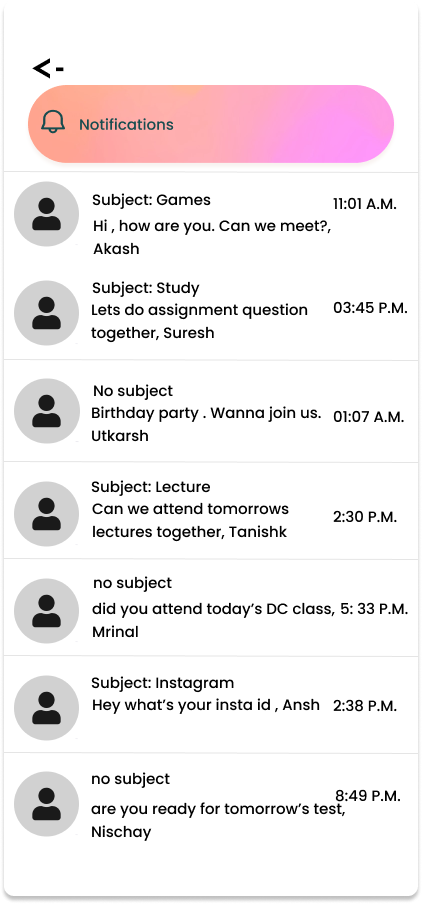 <-
Notifications
Subject: Games
11:01 A.M.
Hi , how are you. Can we meet?,
Akash
Subject: Study
Lets do assignment question
03:45 P.M.
together, Suresh
No subject
Birthday party . Wanna join us.
01:07 A.M.
Utkarsh
Subject: Lecture
Can we attend tomorrows
2:30 P.M.
lectures together, Tanishk
no subject
did you attend today’s DC class,
5: 33 P.M.
Mrinal
Subject: Instagram
Hey what’s your insta id , Ansh
2:38 P.M.
no subject
8:49 P.M.
are you ready for tomorrow’s test,
Nischay